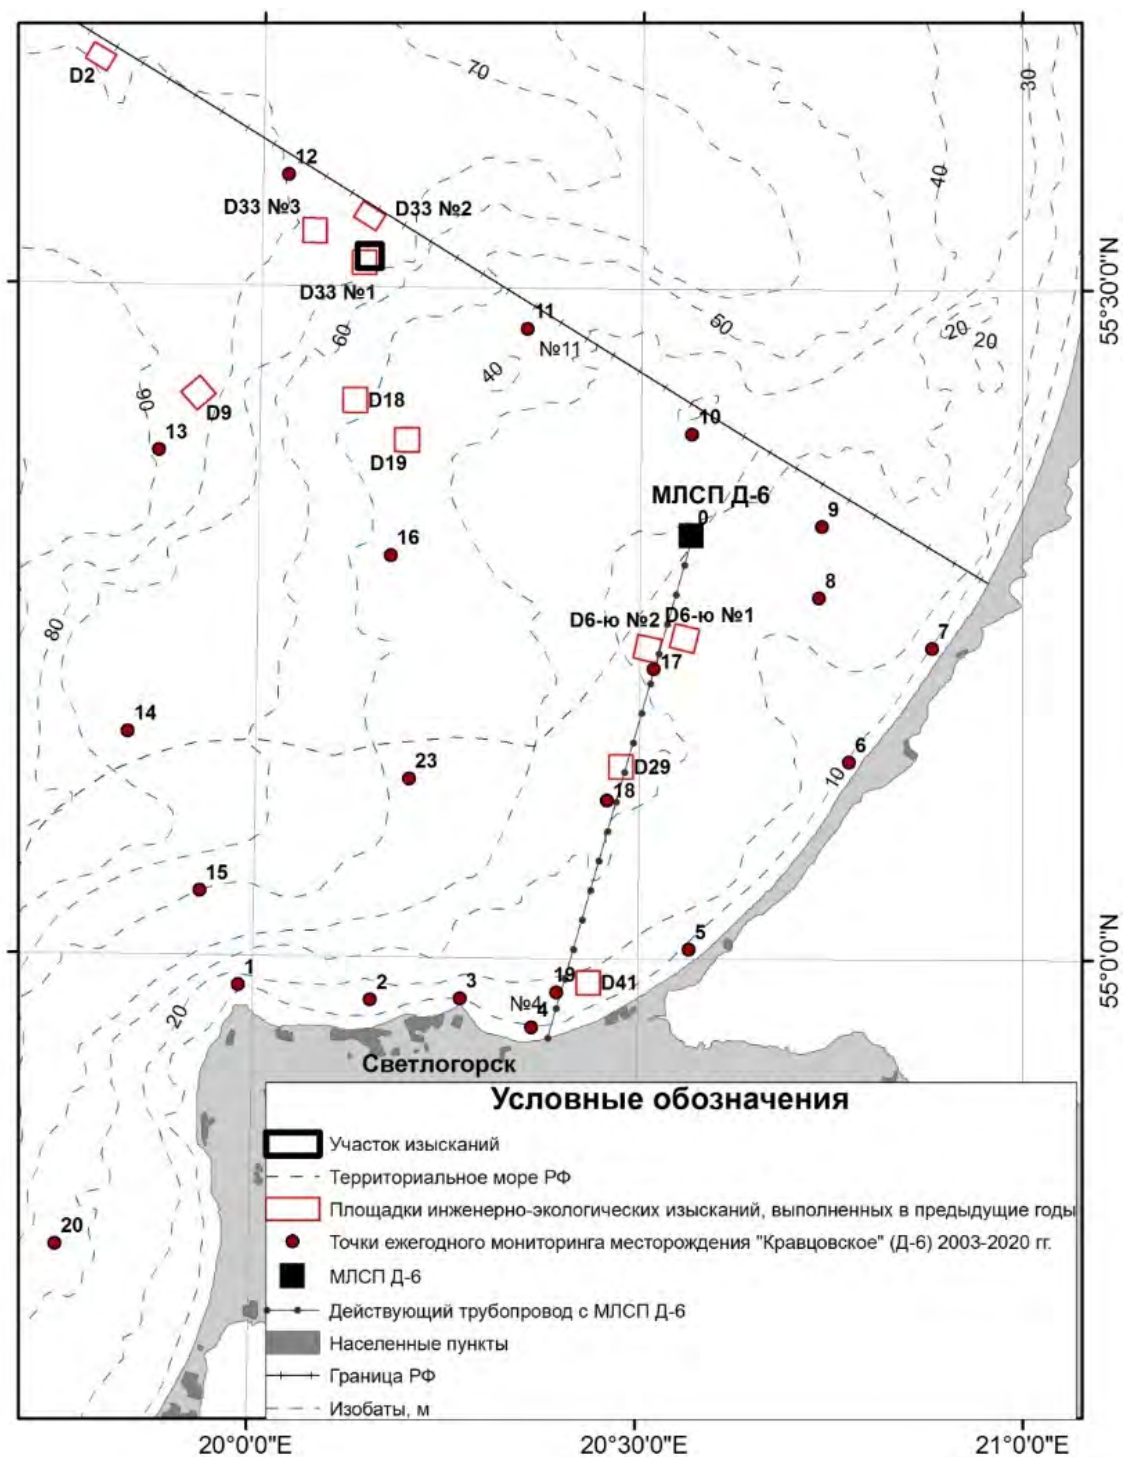 70
30
D2
12
40
D33 №3
D33 №2
D33 №1
55°30'0"N
11
50
20
20
60
№11
40
90
D9
D18
13
10
D19
МЛСП Д-6
0
9
16
8
80
D6-ю №2
D6-ю №1
7
17
14
6
23
D29
10
18
15
5
55°0'0"N
1
2
3
19
D41
№4
4
20
Светлогорск
Условные обозначения
Участок изысканий
Территориальное море РФ
Площадки инженерно-экологических изысканий, выполненных в предыдущие годы
20
Точки ежегодного мониторинга месторождения "Кравцовское" (Д-6) 2003-2020 гг.
МЛСП Д-6
Действующий трубопровод с МЛСП Д-6
Населенные пункты
Граница РФ
Изобаты, м
20°0'0"E
20°30'0"E
21°0'0"E